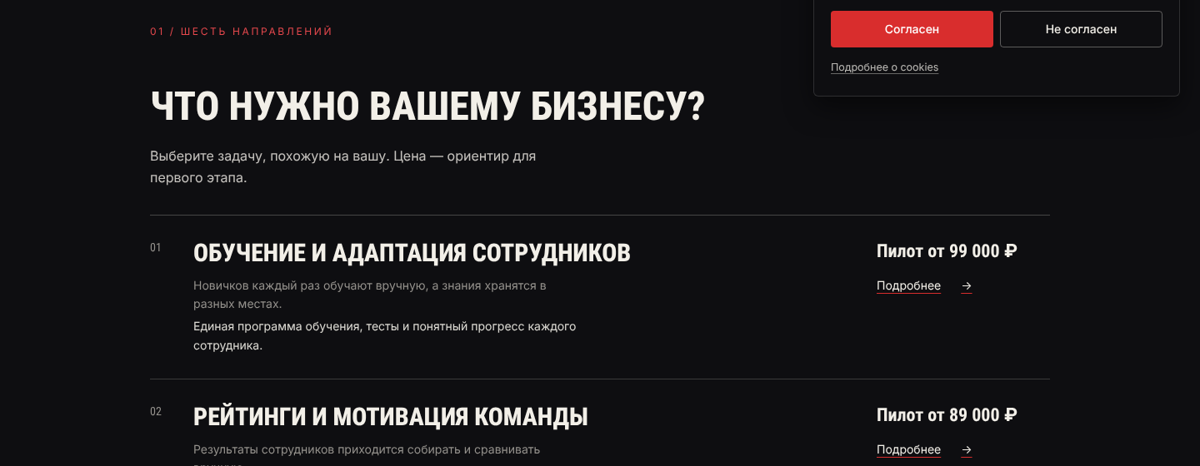 01 / ШЕСТЬ НАПРАВЛЕНИЙ
Согласен
Не согласен
Подробнее о cookies
ЧТО НУЖНО ВАШЕМУ БИЗНЕСУ?
Выберите задачу, похожую на вашу. Цена — ориентир для
первого этапа.
01
ОБУЧЕНИЕ И АДАПТАЦИЯ СОТРУДНИКОВ
Пилот от 99 000 ₽
Новичков каждый раз обучают вручную, а знания хранятся в
разных местах.
Подробнее →
Единая программа обучения, тесты и понятный прогресс каждого
сотрудника.
02
РЕЙТИНГИ И МОТИВАЦИЯ КОМАНДЫ
Пилот от 89 000 ₽
Результаты сотрудников приходится собирать и сравнивать
Подробнее →